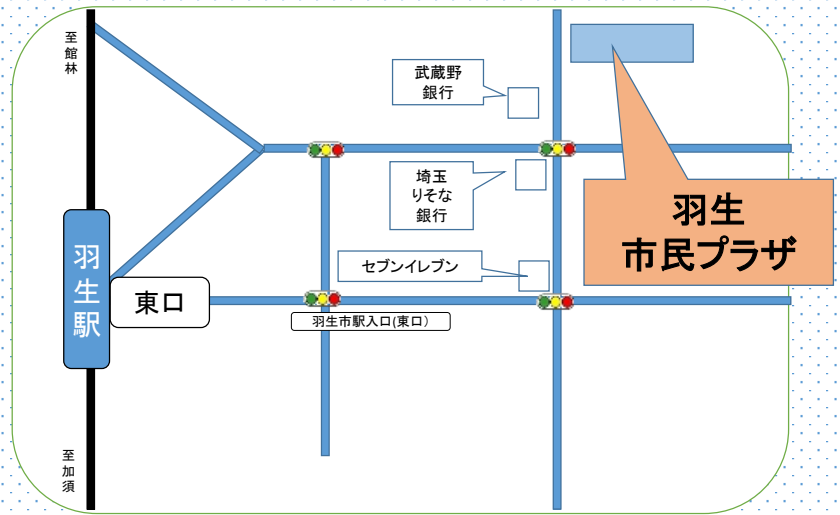 至館林
武蔵野
銀行
埼玉
りそな
銀行
羽生
市民プラザ
セブンイレブン
羽生駅
東口
羽生市駅入口(東口)
至加須